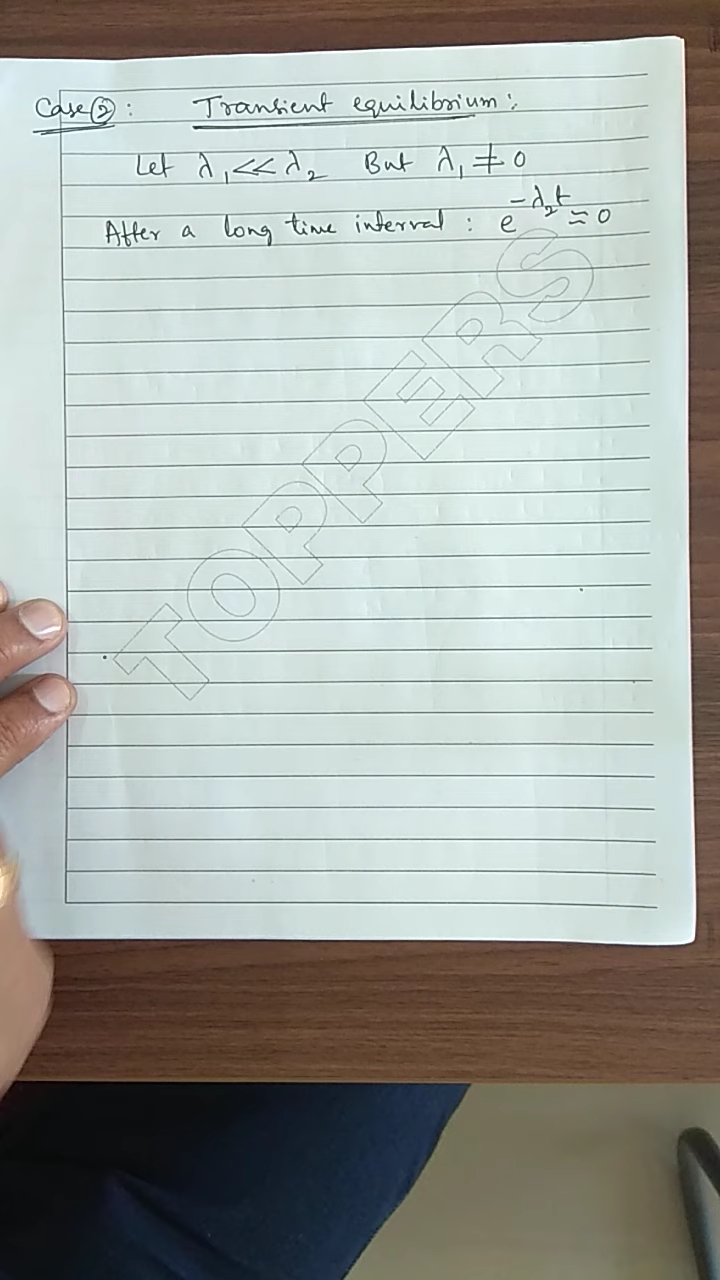 Case ②: Transient equilibrium:
Let λ₁ << λ₂ But λ₁ ≠ 0
After a long time interval : e^{-λ₂t} ≈ 0
TOPPERS